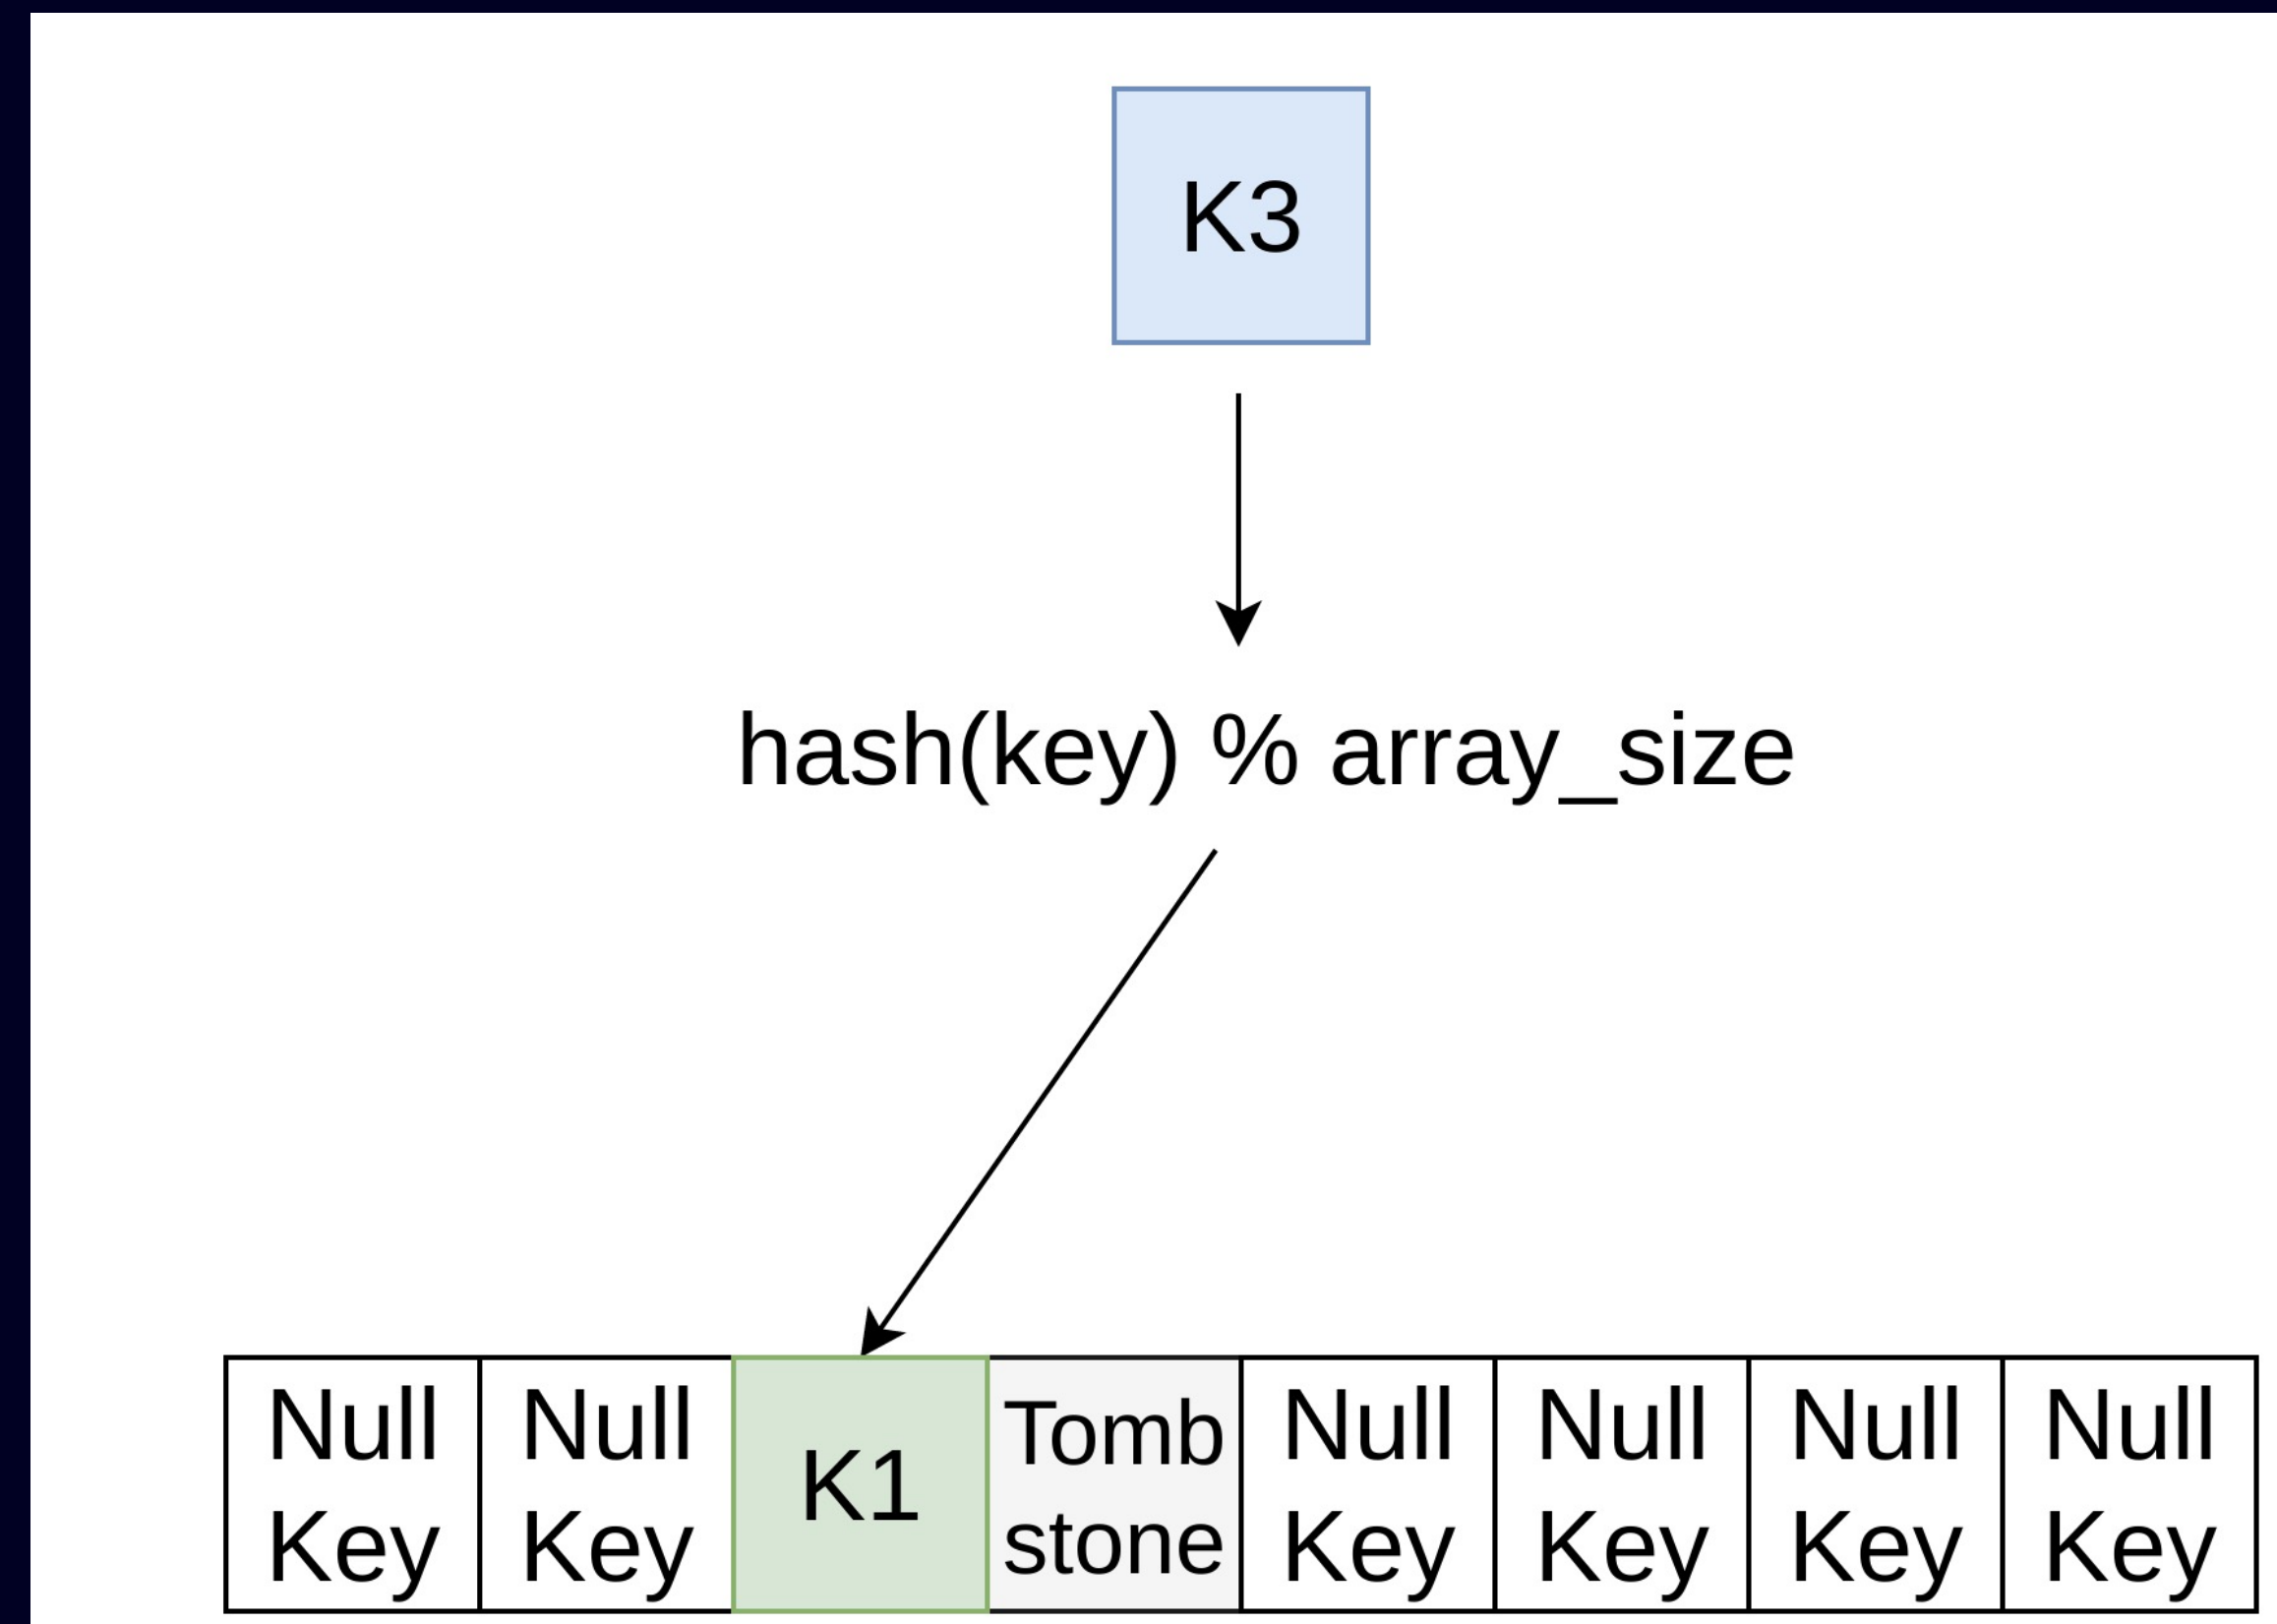 K3
hash(key) % array_size
Null Null Tomb Null Null Null Null
K1
Key Key stone Key Key Key Key